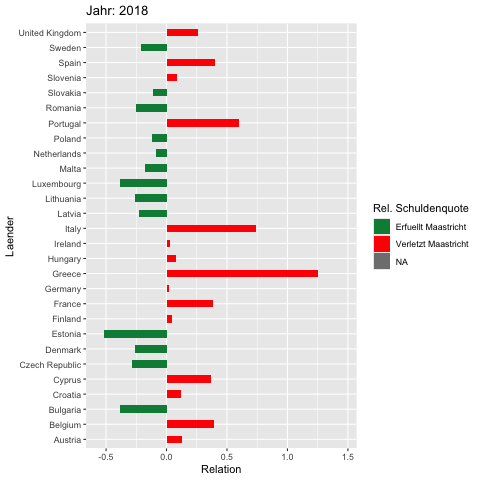 Jahr: 2018
United Kingdom
Sweden
Spain
Slovenia
Slovakia
Romania
Portugal
Poland
Netherlands
Malta
Luxembourg
Lithuania
Latvia
Italy
Ireland
Hungary
Greece
Germany
France
Finland
Estonia
Denmark
Czech Republic
Cyprus
Croatia
Bulgaria
Belgium
Austria
Laender
-0.5 0.0 0.5 1.0 1.5
Relation
Rel. Schuldenquote
Erfuellt Maastricht
Verletzt Maastricht
NA